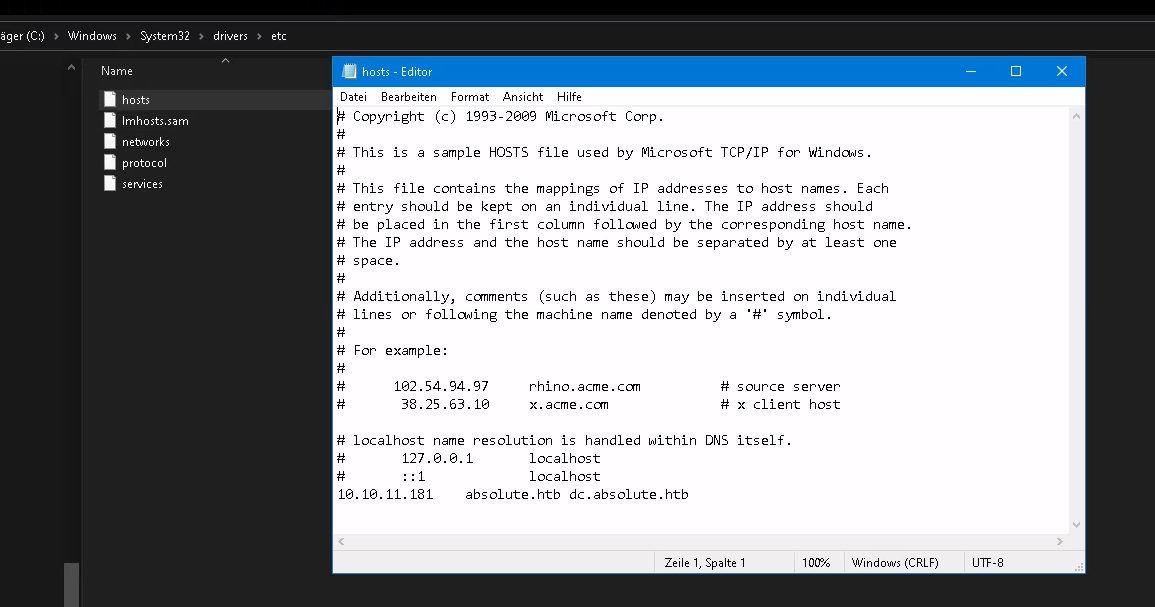 äger (C:) > Windows > System32 > drivers > etc
Name
hosts
lmhosts.sam
networks
protocol
services
hosts - Editor
Datei Bearbeiten Format Ansicht Hilfe
# Copyright (c) 1993-2009 Microsoft Corp.
#
# This is a sample HOSTS file used by Microsoft TCP/IP for Windows.
#
# This file contains the mappings of IP addresses to host names. Each
# entry should be kept on an individual line. The IP address should
# be placed in the first column followed by the corresponding host name.
# The IP address and the host name should be separated by at least one
# space.
#
# Additionally, comments (such as these) may be inserted on individual
# lines or following the machine name denoted by a '#' symbol.
#
# For example:
#
#      102.54.94.97     rhino.acme.com          # source server
#       38.25.63.10     x.acme.com              # x client host
# localhost name resolution is handled within DNS itself.
#       127.0.0.1       localhost
#       ::1             localhost
10.10.11.181    absolute.htb dc.absolute.htb
Zeile 1, Spalte 1 100% Windows (CRLF) UTF-8